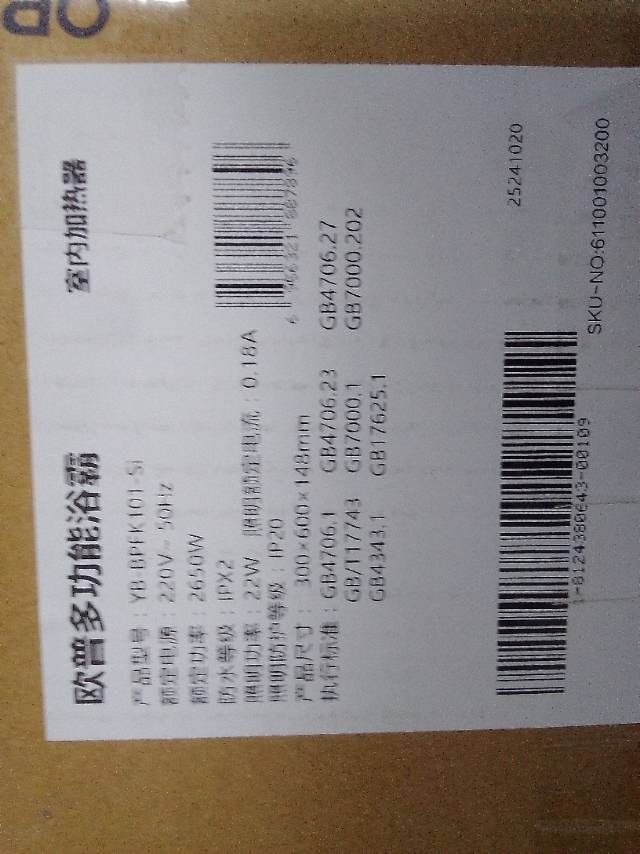 欧普多功能浴霸
室内加热器
产品型号：YB-BPFK101-Si
额定电源：220V~ 50Hz
额定功率：2650W
防水等级：IPX2
照明功率：22W 照明额定电流：0.18A
照明防护等级：IP20
产品尺寸：300×600×148mm
执行标准：GB4706.1 GB4706.23 GB4706.27
GB/T17743 GB7000.1 GB7000.202
GB4343.1 GB17625.1
1-8124380643-00109
25241020
SKU-NO:611001003200